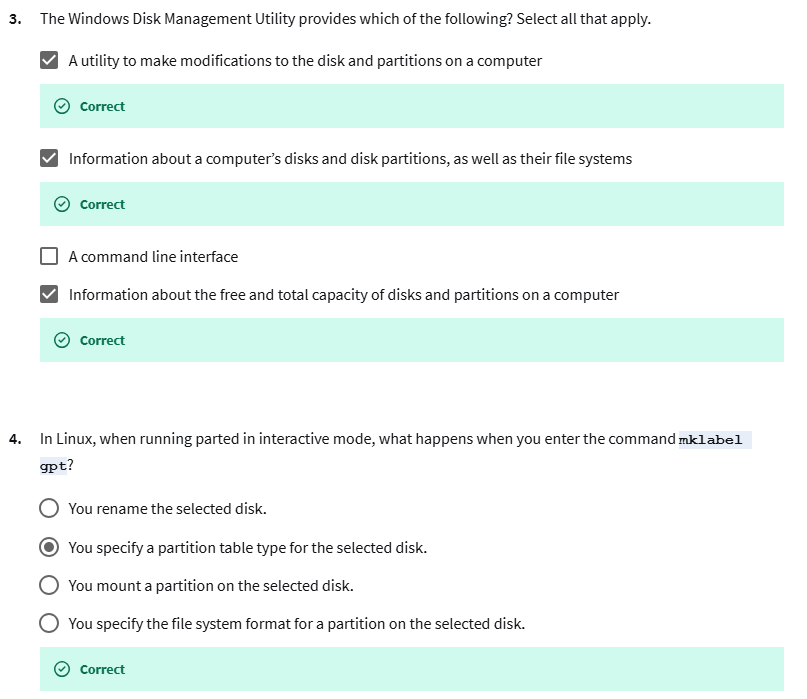 3. The Windows Disk Management Utility provides which of the following? Select all that apply.
A utility to make modifications to the disk and partitions on a computer
Correct
Information about a computer’s disks and disk partitions, as well as their file systems
Correct
A command line interface
Information about the free and total capacity of disks and partitions on a computer
Correct
4. In Linux, when running parted in interactive mode, what happens when you enter the command mklabel
gpt?
You rename the selected disk.
You specify a partition table type for the selected disk.
You mount a partition on the selected disk.
You specify the file system format for a partition on the selected disk.
Correct